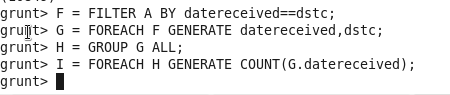 grunt> F = FILTER A BY datereceived==dstc;
grunt> G = FOREACH F GENERATE datereceived,dstc;
grunt> H = GROUP G ALL;
grunt> I = FOREACH H GENERATE COUNT(G.datereceived);
grunt>